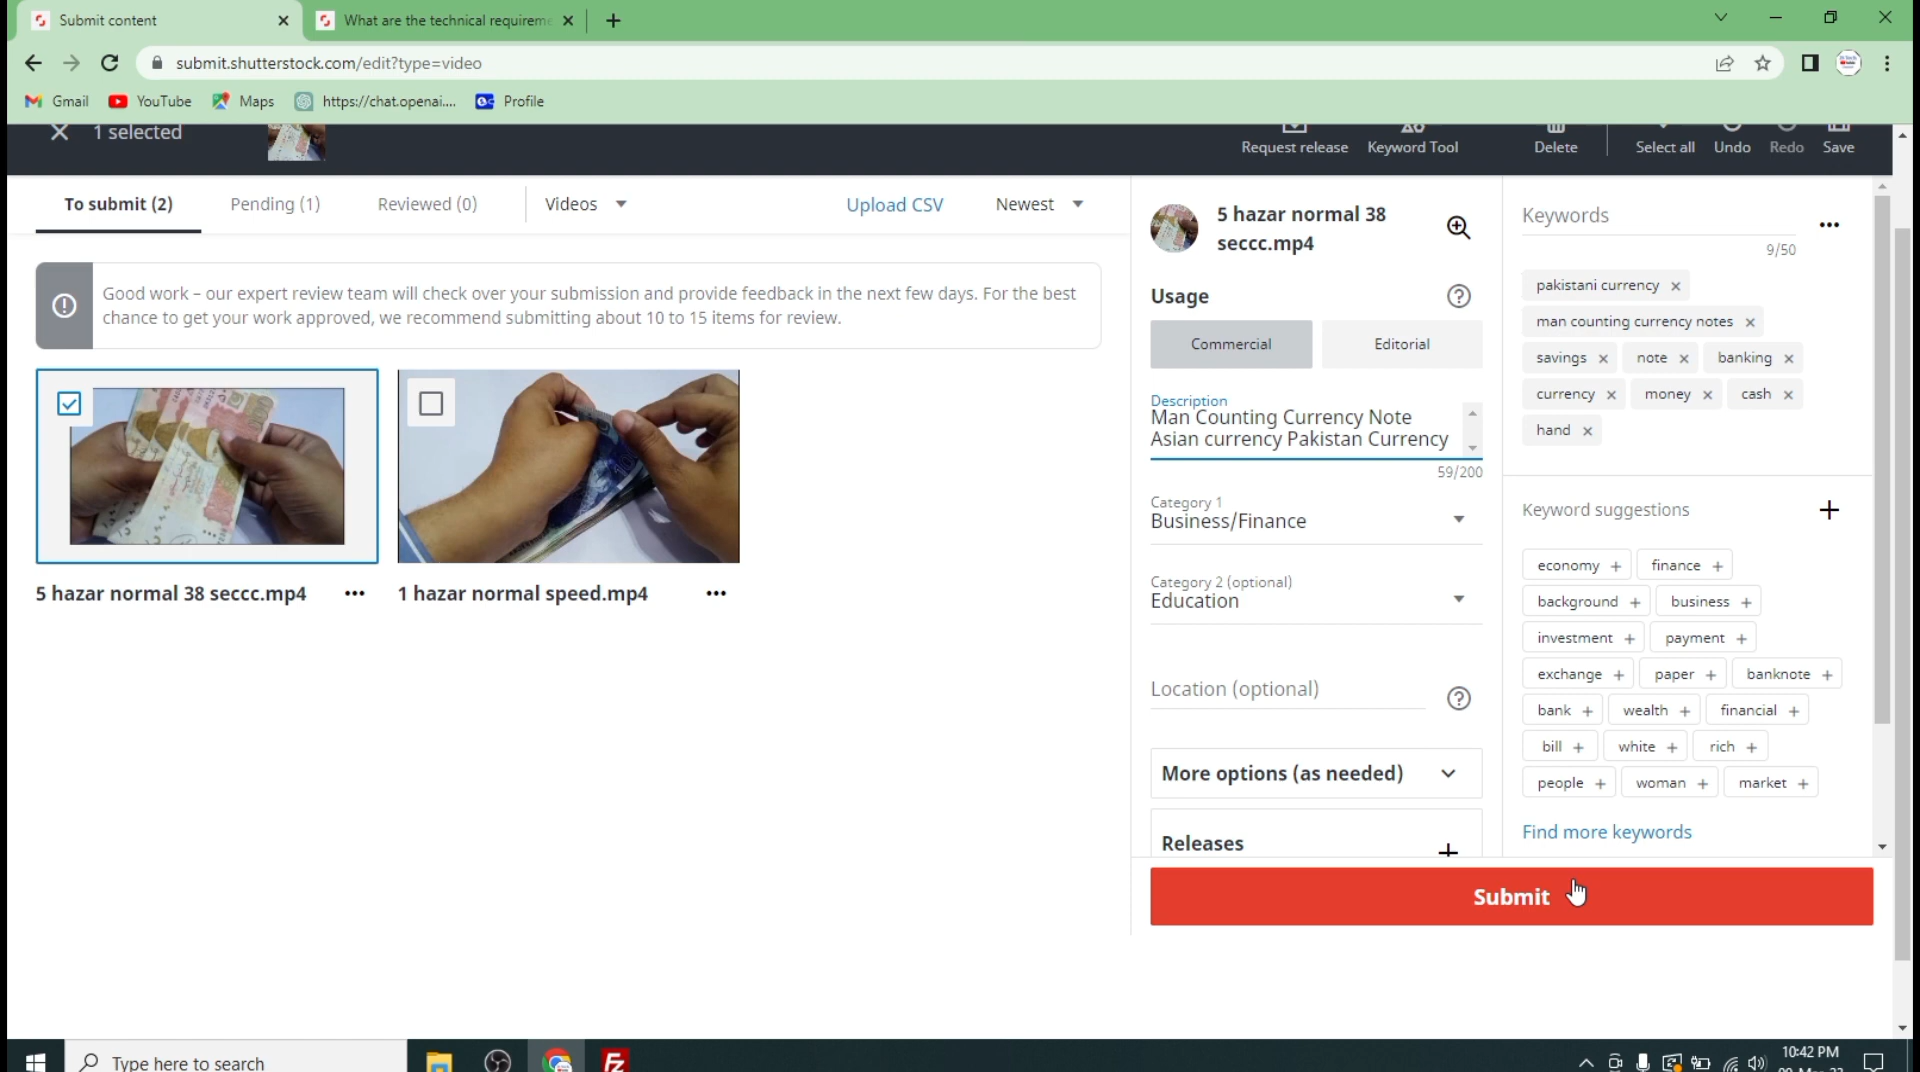 Submit content
What are the technical requireme
submit.shutterstock.com/edit?type=video
Gmail
YouTube
Maps
https://chat.openai....
Profile
1 selected
Request release
Keyword Tool
Delete
Select all
Undo
Redo
Save
To submit (2)
Pending (1)
Reviewed (0)
Videos
Upload CSV
Newest
Good work – our expert review team will check over your submission and provide feedback in the next few days. For the best
chance to get your work approved, we recommend submitting about 10 to 15 items for review.
5 hazar normal 38 seccc.mp4
1 hazar normal speed.mp4
5 hazar normal 38
seccc.mp4
Usage
Commercial
Editorial
Description
Man Counting Currency Note
Asian currency Pakistan Currency
59/200
Category 1
Business/Finance
Category 2 (optional)
Education
Location (optional)
More options (as needed)
Releases
Submit
Keywords
9/50
pakistani currency
man counting currency notes
savings note banking
currency money cash
hand
Keyword suggestions
economy finance
background business
investment payment
exchange paper banknote
bank wealth financial
bill white rich
people woman market
Find more keywords
Type here to search
10:42 PM